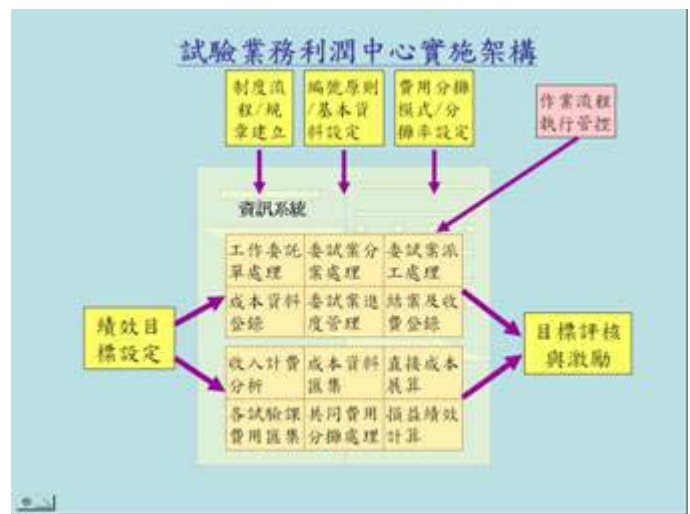 試驗業務利潤中心實施架構
制度流
程/規
章建立
編號原則
/基本資
料設定
費用分攤
模式/分
攤率設定
作業流程
執行管控
資訊系統
工作委託
單處理
委試案分
案處理
委試案派
工處理
成本資料
登錄
委試案進
度管理
結案及收
費登錄
績效目
標設定
目標評核
與激勵
收入計費
分析
成本資料
匯集
直接成本
展算
各試驗課
費用匯集
共同費用
分攤處理
損益績效
計算